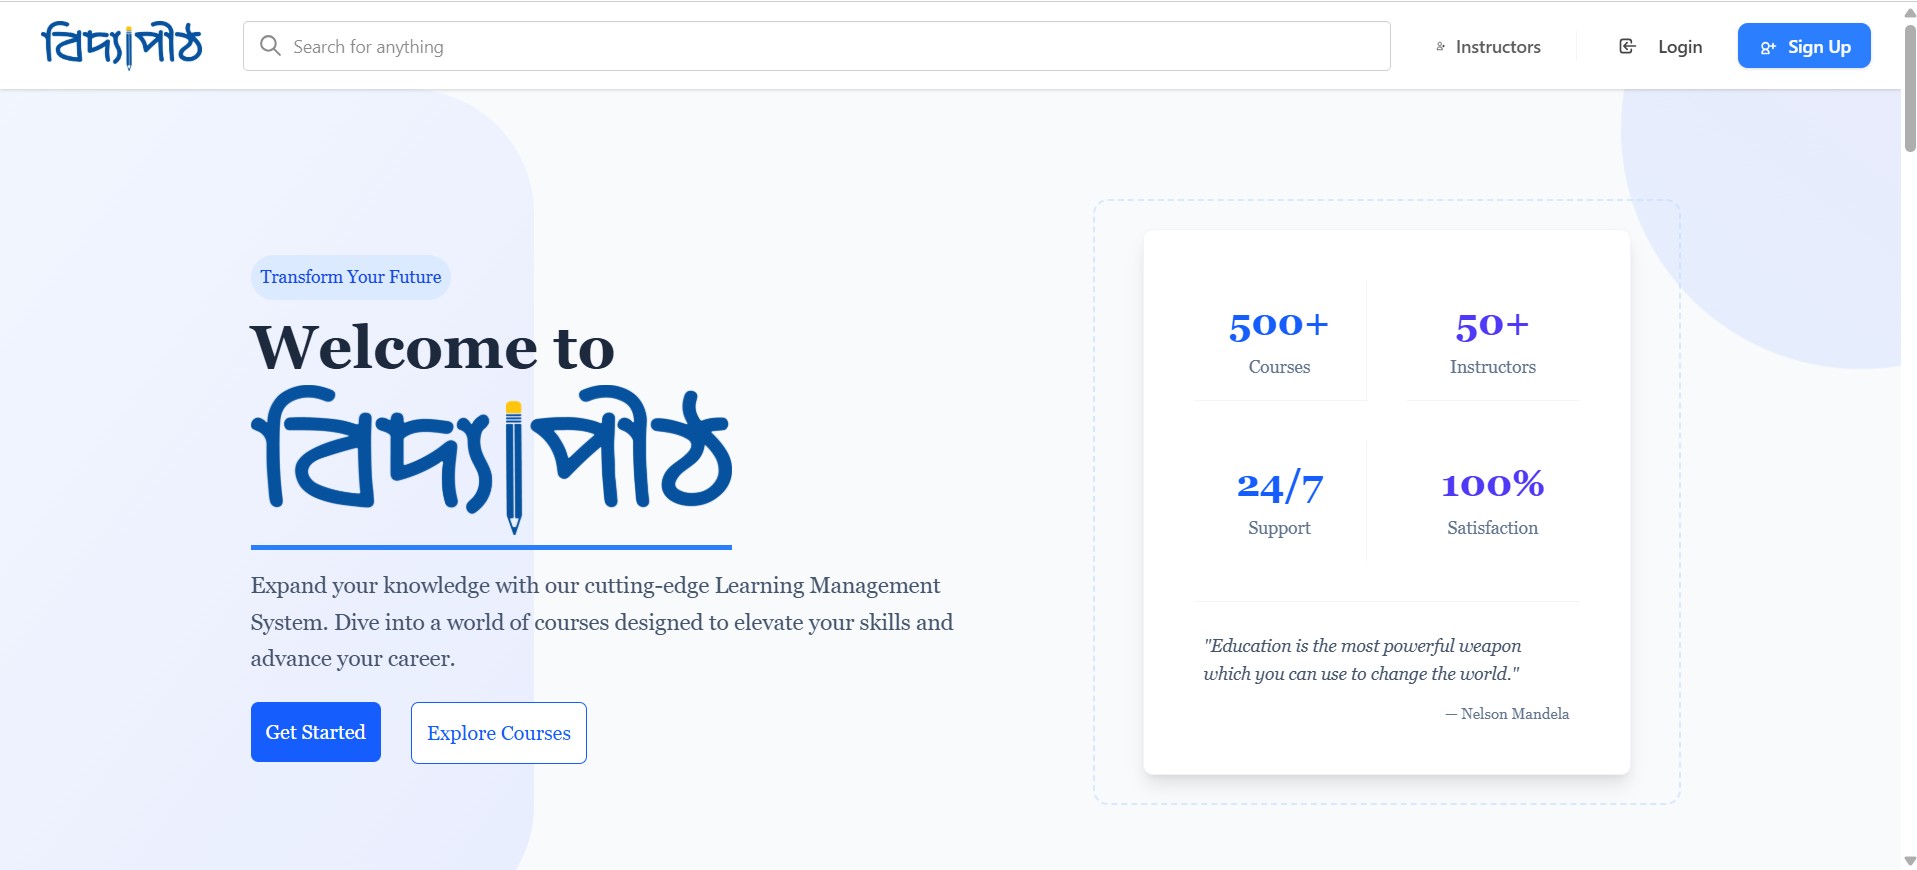 বিদ্যাপীঠ
Search for anything
Instructors
Login
Sign Up
Transform Your Future
Welcome to
বিদ্যাপীঠ
Expand your knowledge with our cutting-edge Learning Management
System. Dive into a world of courses designed to elevate your skills and
advance your career.
Get Started
Explore Courses
500+
Courses
50+
Instructors
24/7
Support
100%
Satisfaction
"Education is the most powerful weapon
which you can use to change the world."
— Nelson Mandela